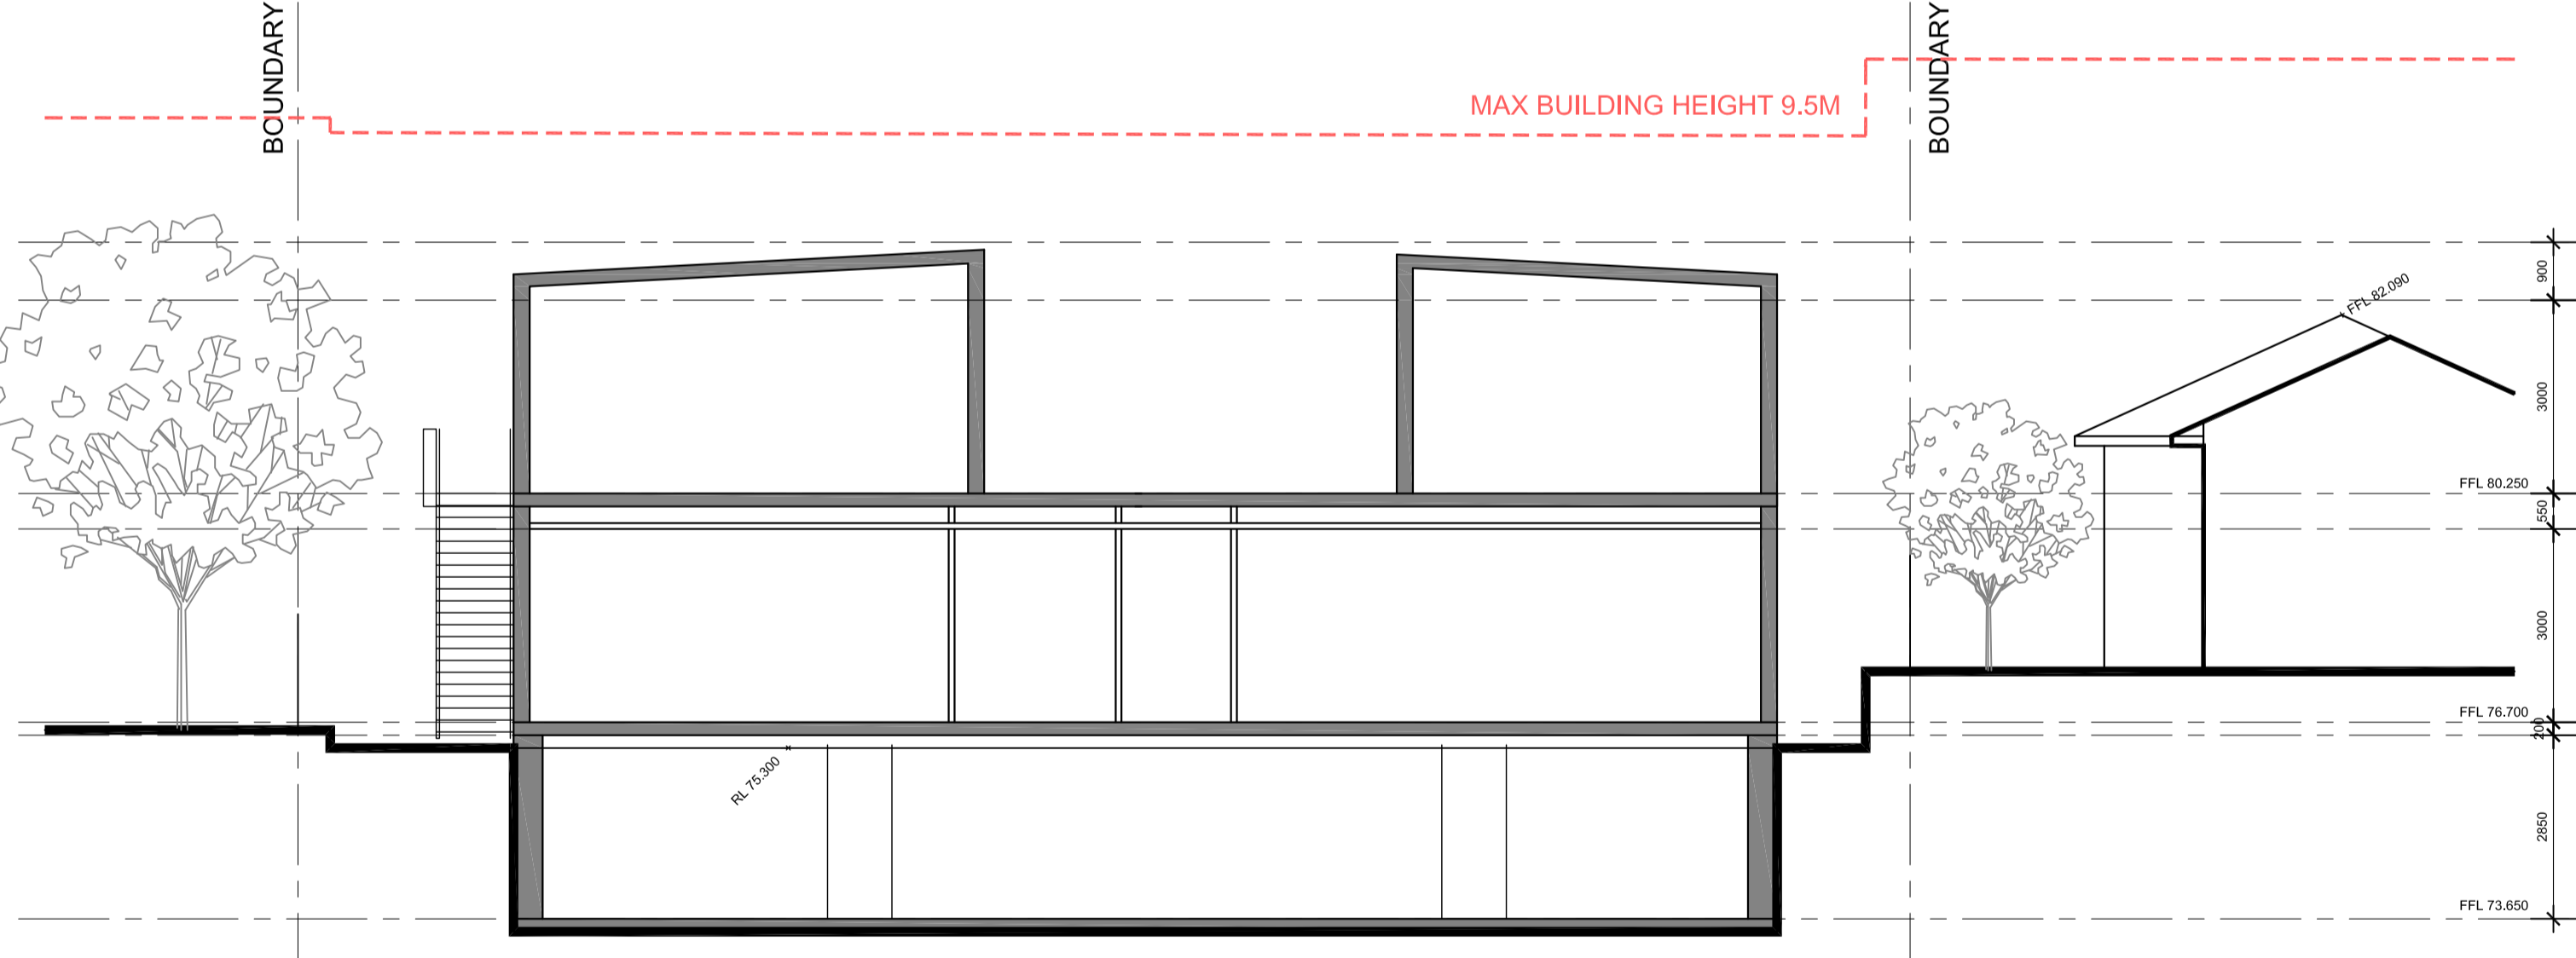 BOUNDARY
BOUNDARY
MAX BUILDING HEIGHT 9.5M
900
FFL 82.090
3000
FFL 80.250
550
3000
FFL 76.700
200
RL 75.300
2850
FFL 73.650